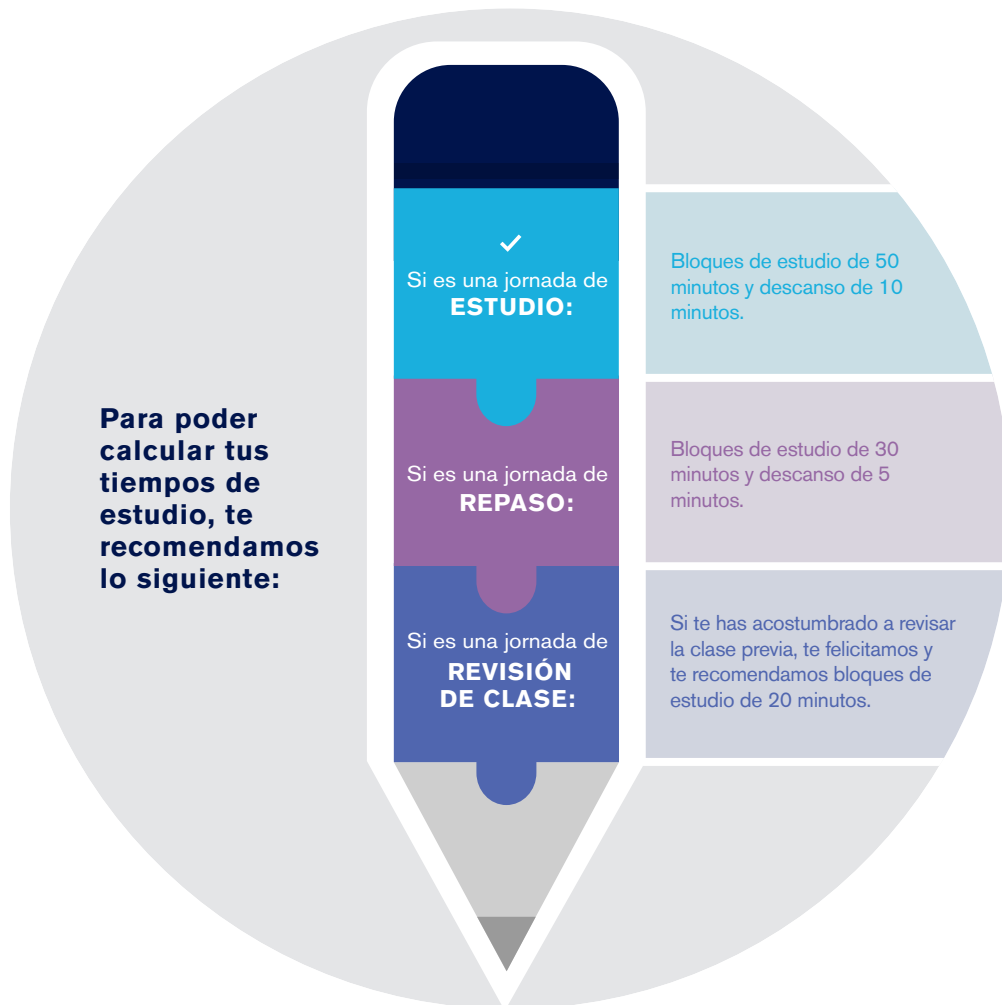 Para poder
calcular tus
tiempos de
estudio, te
recomendamos
lo siguiente:
Si es una jornada de
ESTUDIO:
Bloques de estudio de 50
minutos y descanso de 10
minutos.
Si es una jornada de
REPASO:
Bloques de estudio de 30
minutos y descanso de 5
minutos.
Si es una jornada de
REVISIÓN
DE CLASE:
Si te has acostumbrado a revisar
la clase previa, te felicitamos y
te recomendamos bloques de
estudio de 20 minutos.